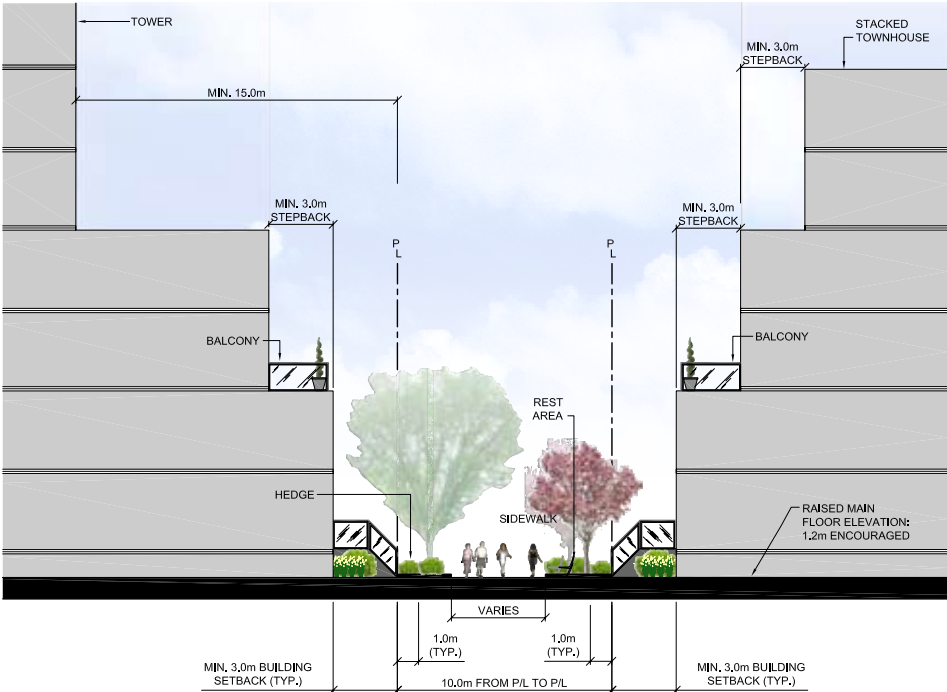 TOWER
STACKED
TOWNHOUSE
MIN. 3.0m
STEPBACK
MIN. 15.0m
MIN. 3.0m
STEPBACK
MIN. 3.0m
STEPBACK
P
L
P
L
BALCONY
BALCONY
REST
AREA
HEDGE
SIDEWALK
RAISED MAIN
FLOOR ELEVATION:
1.2m ENCOURAGED
VARIES
1.0m
(TYP.)
1.0m
(TYP.)
MIN. 3.0m BUILDING
SETBACK (TYP.)
10.0m FROM P/L TO P/L
MIN. 3.0m BUILDING
SETBACK (TYP.)